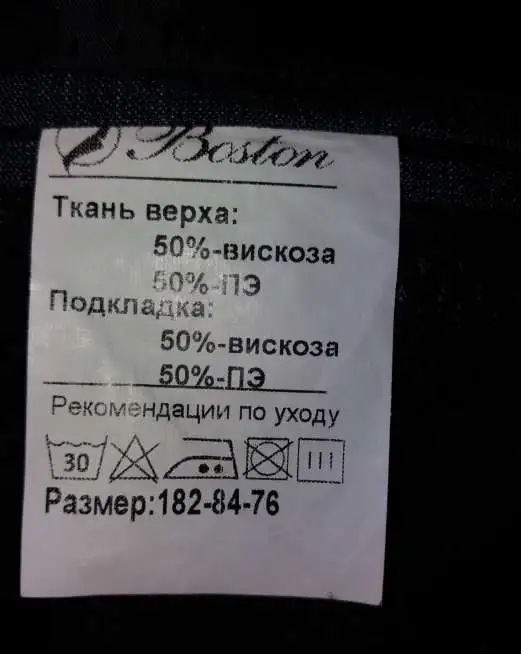 Boston
Ткань верха:
50%-вискоза
50%-ПЭ
Подкладка:
50%-вискоза
50%-ПЭ
Рекомендации по уходу
30
Размер:182-84-76